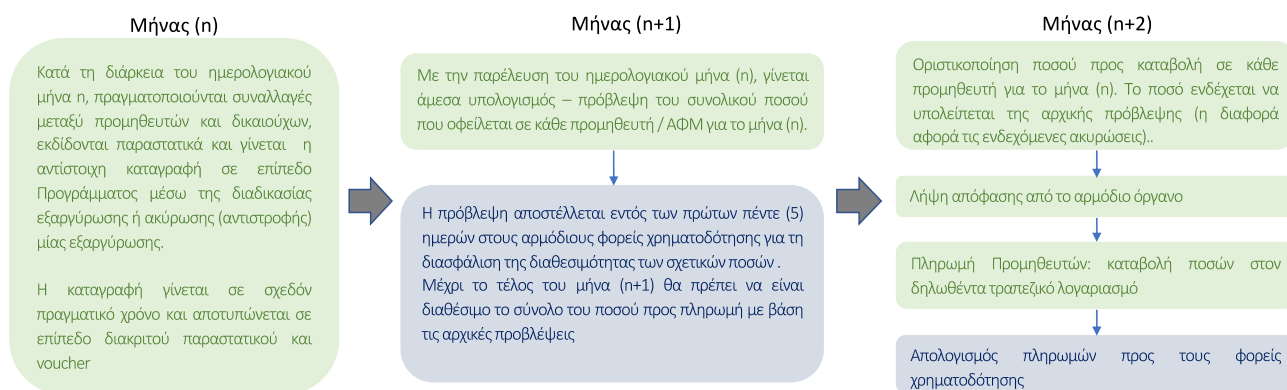 Μήνας (n)
Κατά τη διάρκεια του ημερολογιακού
μήνα n, πραγματοποιούνται συναλλαγές
μεταξύ προμηθευτών και δικαιούχων,
εκδίδονται παραστατικά και γίνεται η
αντίστοιχη καταγραφή σε επίπεδο
Προγράμματος μέσω της διαδικασίας
εξαργύρωσης ή ακύρωσης (αντιστροφής)
μίας εξαργύρωσης.
Η καταγραφή γίνεται σε σχεδόν
πραγματικό χρόνο και αποτυπώνεται σε
επίπεδο διακριτού παραστατικού και
voucher
Μήνας (n+1)
Με την παρέλευση του ημερολογιακού μήνα (n), γίνεται
άμεσα υπολογισμός – πρόβλεψη του συνολικού ποσού
που οφείλεται σε κάθε προμηθευτή / ΑΦΜ για το μήνα (n).
Η πρόβλεψη αποστέλλεται εντός των πρώτων πέντε (5)
ημερών στους αρμόδιους φορείς χρηματοδότησης για τη
διασφάλιση της διαθεσιμότητας των σχετικών ποσών .
Μέχρι το τέλος του μήνα (n+1) θα πρέπει να είναι
διαθέσιμο το σύνολο του ποσού προς πληρωμή με βάση
τις αρχικές προβλέψεις
Μήνας (n+2)
Οριστικοποίηση ποσού προς καταβολή σε κάθε
προμηθευτή για το μήνα (n). Το ποσό ενδέχεται να
υπολείπεται της αρχικής πρόβλεψης (η διαφορά
αφορά τις ενδεχόμενες ακυρώσεις)..
Λήψη απόφασης από το αρμόδιο όργανο
Πληρωμή Προμηθευτών: καταβολή ποσών στον
δηλωθέντα τραπεζικό λογαριασμό
Απολογισμός πληρωμών προς τους φορείς
χρηματοδότησης